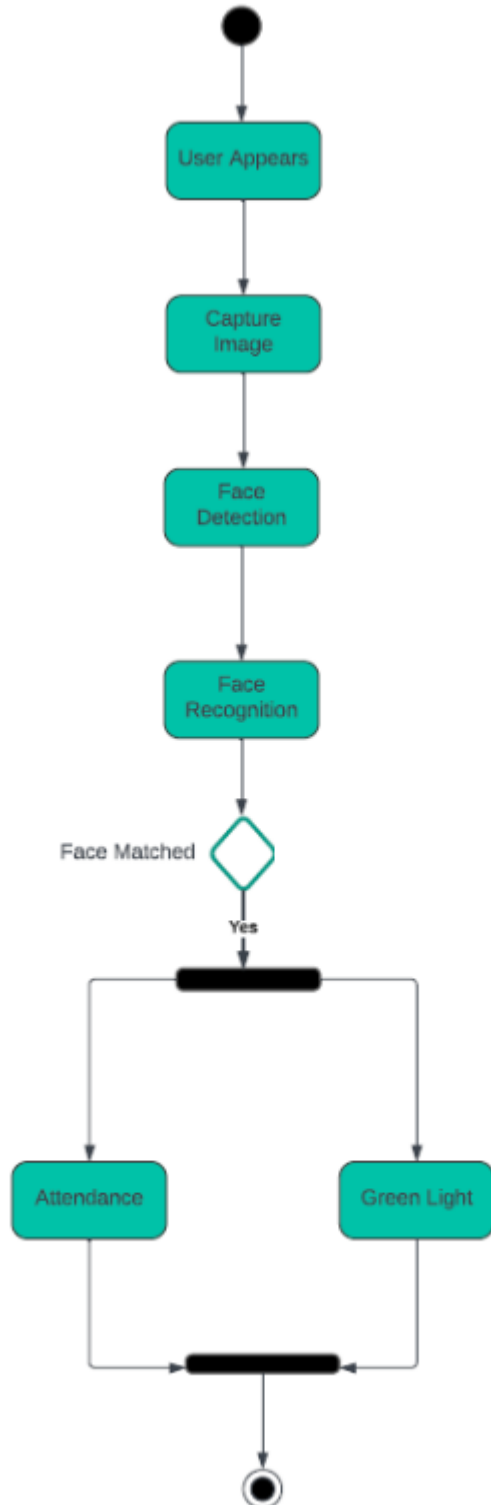 User Appears
Capture
Image
Face
Detection
Face
Recognition
Face Matched
Yes
Attendance
Green Light